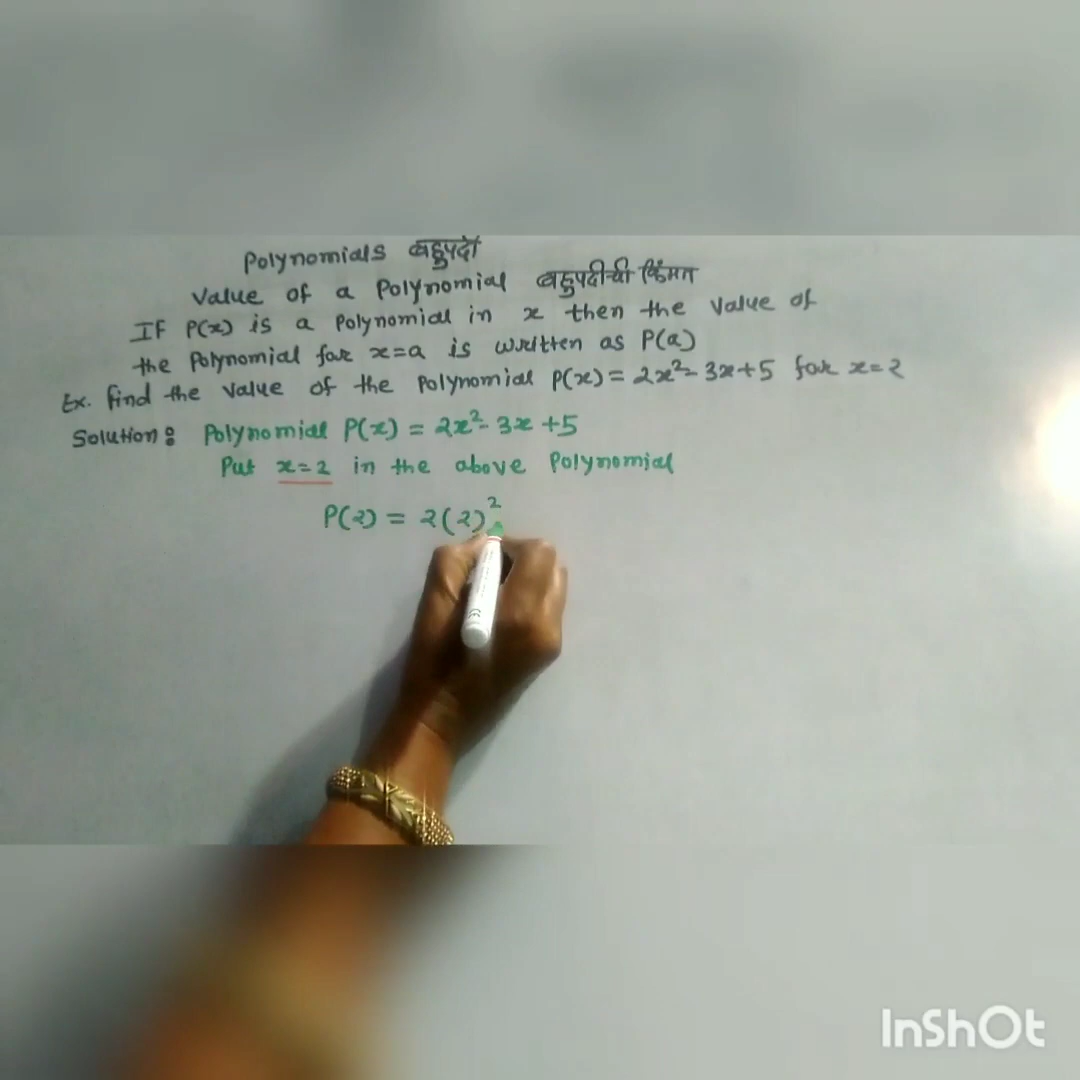 Polynomials बहुपदी
Value of a Polynomial बहुपदीची किंमत
IF P(x) is a Polynomial in x then the value of
the Polynomial for x=a is written as P(a)
Ex. find the value of the Polynomial P(x) = 2x²- 3x+5 for x=2
Solution: Polynomial P(x) = 2x²- 3x +5
Put x=2 in the above Polynomial
P(2) = 2(2)²
InShOt